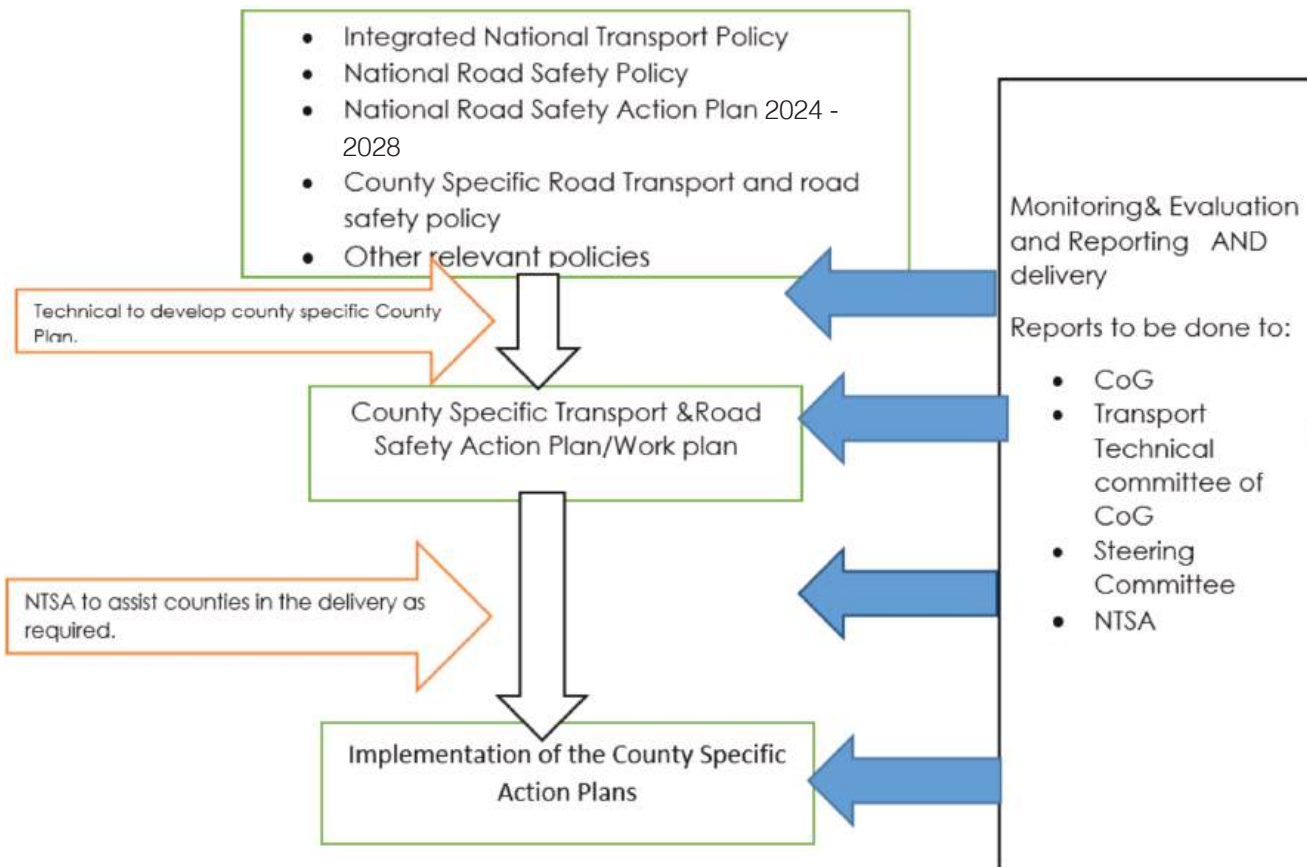 • Integrated National Transport Policy
• National Road Safety Policy
• National Road Safety Action Plan 2024 -
2028
• County Specific Road Transport and road
safety policy
• Other relevant policies
Technical to develop county specific County
Plan.
County Specific Transport &Road
Safety Action Plan/Work plan
NTSA to assist counties in the delivery as
required.
Implementation of the County Specific
Action Plans
Monitoring& Evaluation
and Reporting AND
delivery
Reports to be done to:
• CoG
• Transport
Technical
committee of
CoG
• Steering
Committee
• NTSA